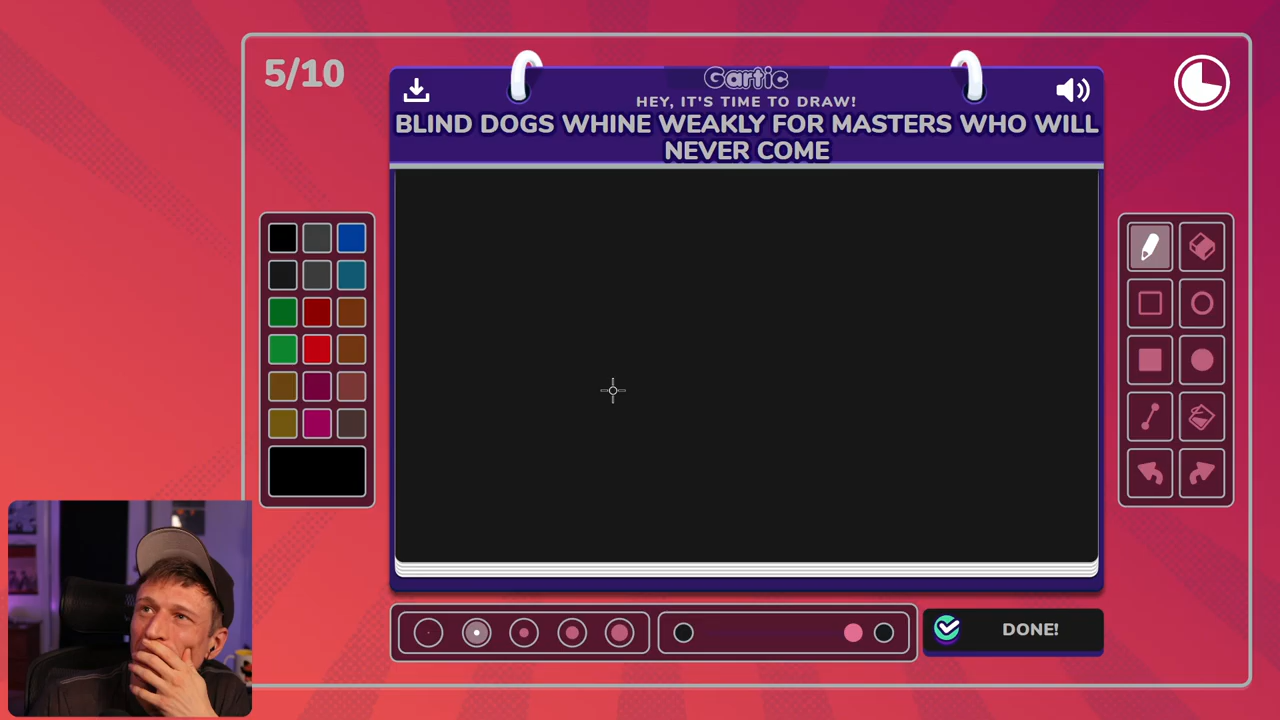 5/10
Gartic
HEY, IT'S TIME TO DRAW!
BLIND DOGS WHINE WEAKLY FOR MASTERS WHO WILL
NEVER COME
DONE!